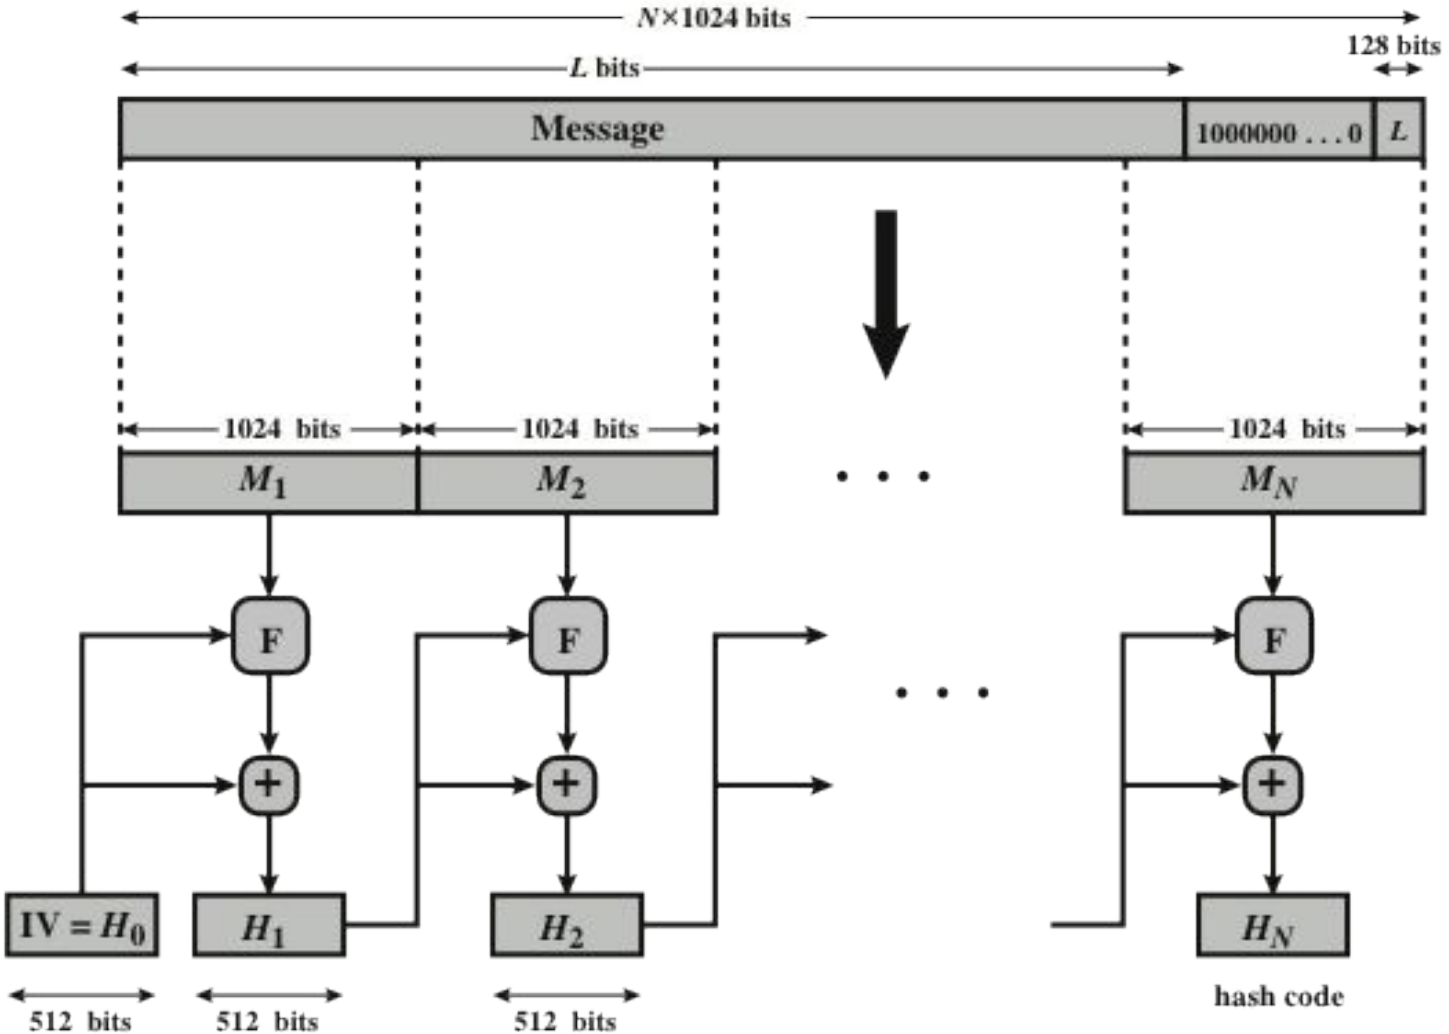 N×1024 bits
128 bits
L bits
Message
1000000 . . . 0
L
1024 bits
1024 bits
1024 bits
M1
M2
. . .
MN
F
F
F
. . .
+
+
+
IV = H0
H1
H2
HN
hash code
512 bits
512 bits
512 bits